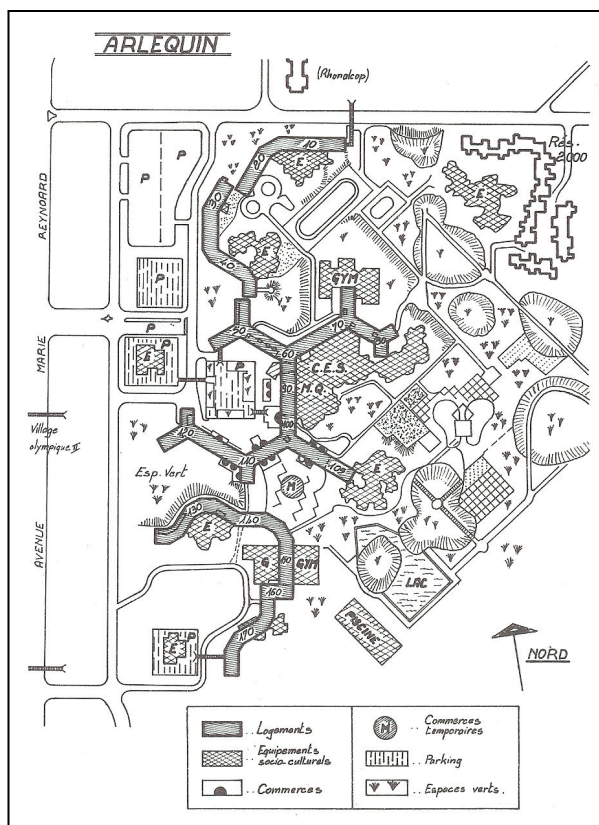 ARLEQUIN
(Rhonalcop)
Rés.
2000
10
20
E
30
40
E
E
P
P
P
P
GYM
50
60
70
80
P
E
C.E.S.
M.Q.
90
100
P
AVENUE MARIE REYNOARD
Village
olympique II
120
110
102
E
M
Esp. Vert
130
140
E
150
G
GYM
160
170
P
E
LAC
PISCINE
NORD
Logements
Equipements
socio-culturels
Commerces
M
Commerces
temporaires
Parking
Espaces verts.